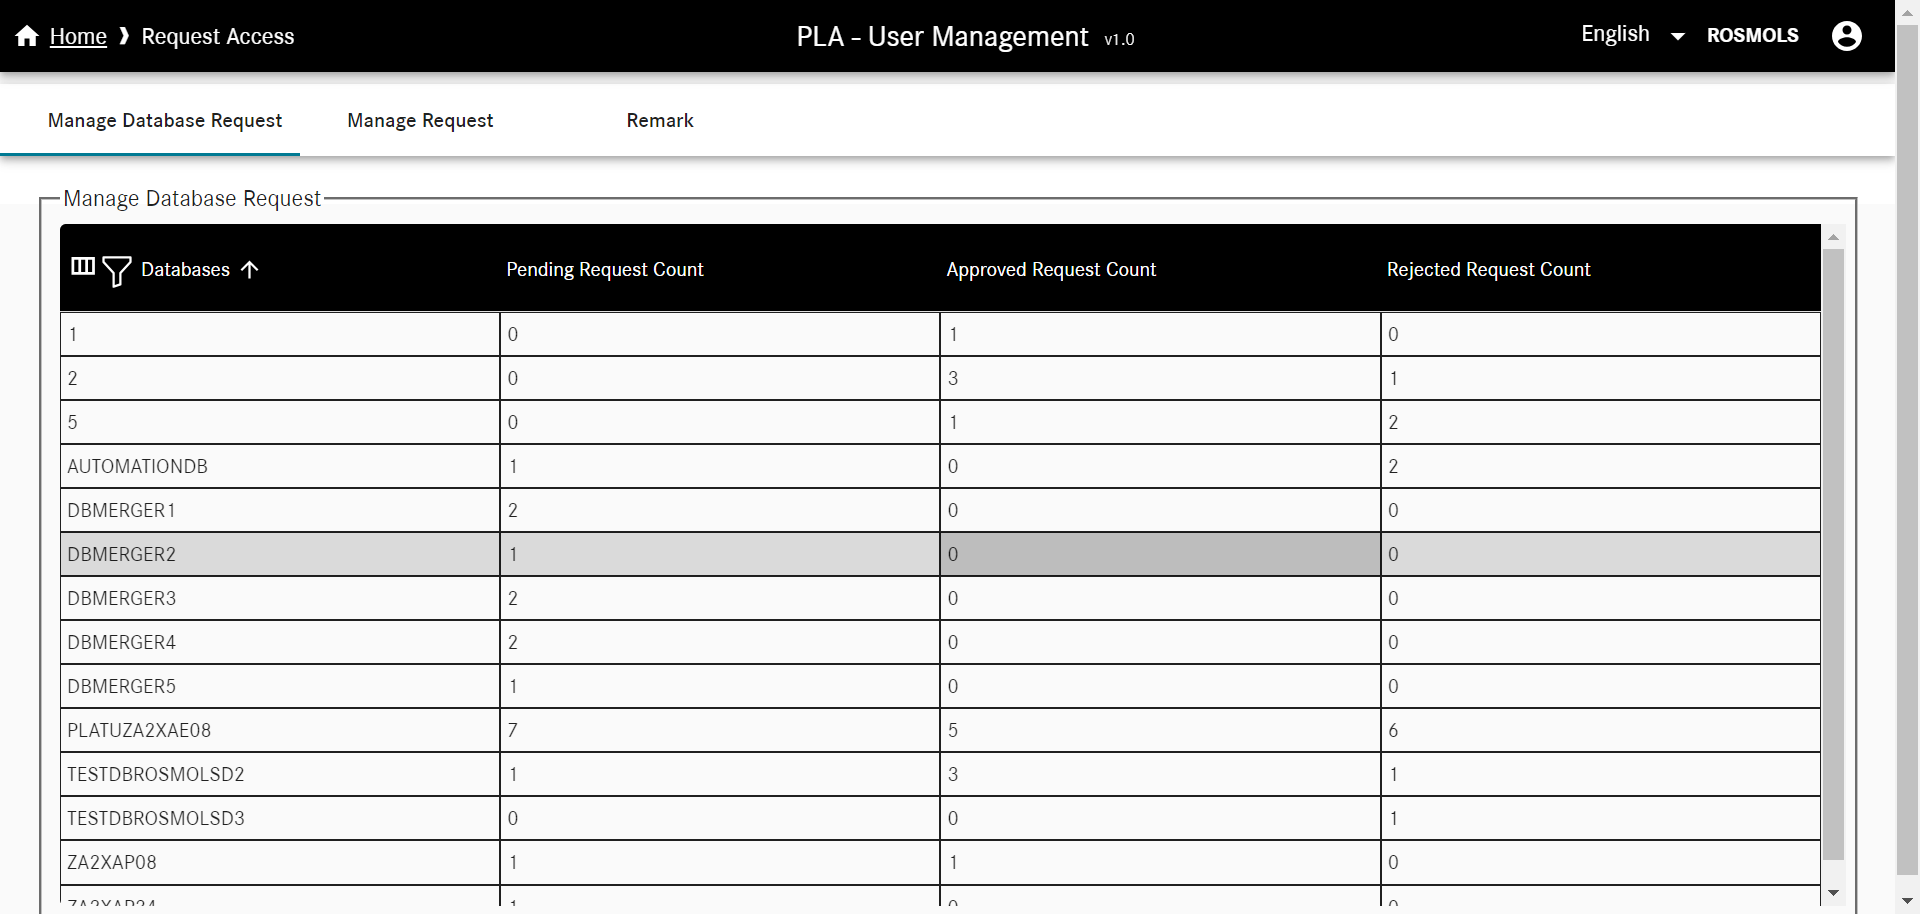 Home ❱ Request Access
PLA - User Management v1.0
English
ROSMOLS
Manage Database Request
Manage Request
Remark
Manage Database Request
Databases Pending Request Count Approved Request Count Rejected Request Count
1 0 1 0
2 0 3 1
5 0 1 2
AUTOMATIONDB 1 0 2
DBMERGER1 2 0 0
DBMERGER2 1 0 0
DBMERGER3 2 0 0
DBMERGER4 2 0 0
DBMERGER5 1 0 0
PLATUZA2XAE08 7 5 6
TESTDBROSMOLSD2 1 3 1
TESTDBROSMOLSD3 0 0 1
ZA2XAP08 1 1 0